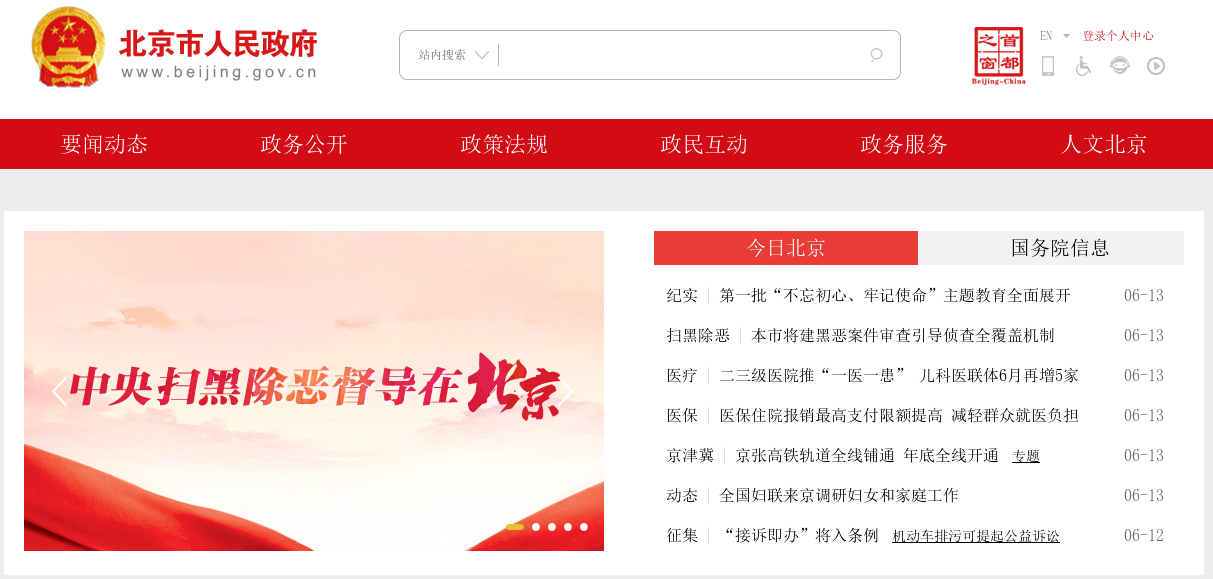 北京市人民政府
www.beijing.gov.cn
站内搜索
首都之窗
Beijing-China
EN
登录个人中心
要闻动态 政务公开 政策法规 政民互动 政务服务 人文北京
中央扫黑除恶督导在北京
今日北京 国务院信息
纪实 第一批“不忘初心、牢记使命”主题教育全面展开 06-13
扫黑除恶 本市将建黑恶案件审查引导侦查全覆盖机制 06-13
医疗 二三级医院推“一医一患” 儿科医联体6月再增5家 06-13
医保 医保住院报销最高支付限额提高 减轻群众就医负担 06-13
京津冀 京张高铁轨道全线铺通 年底全线开通 专题 06-13
动态 全国妇联来京调研妇女和家庭工作 06-13
征集 “接诉即办”将入条例 机动车排污可提起公益诉讼 06-12